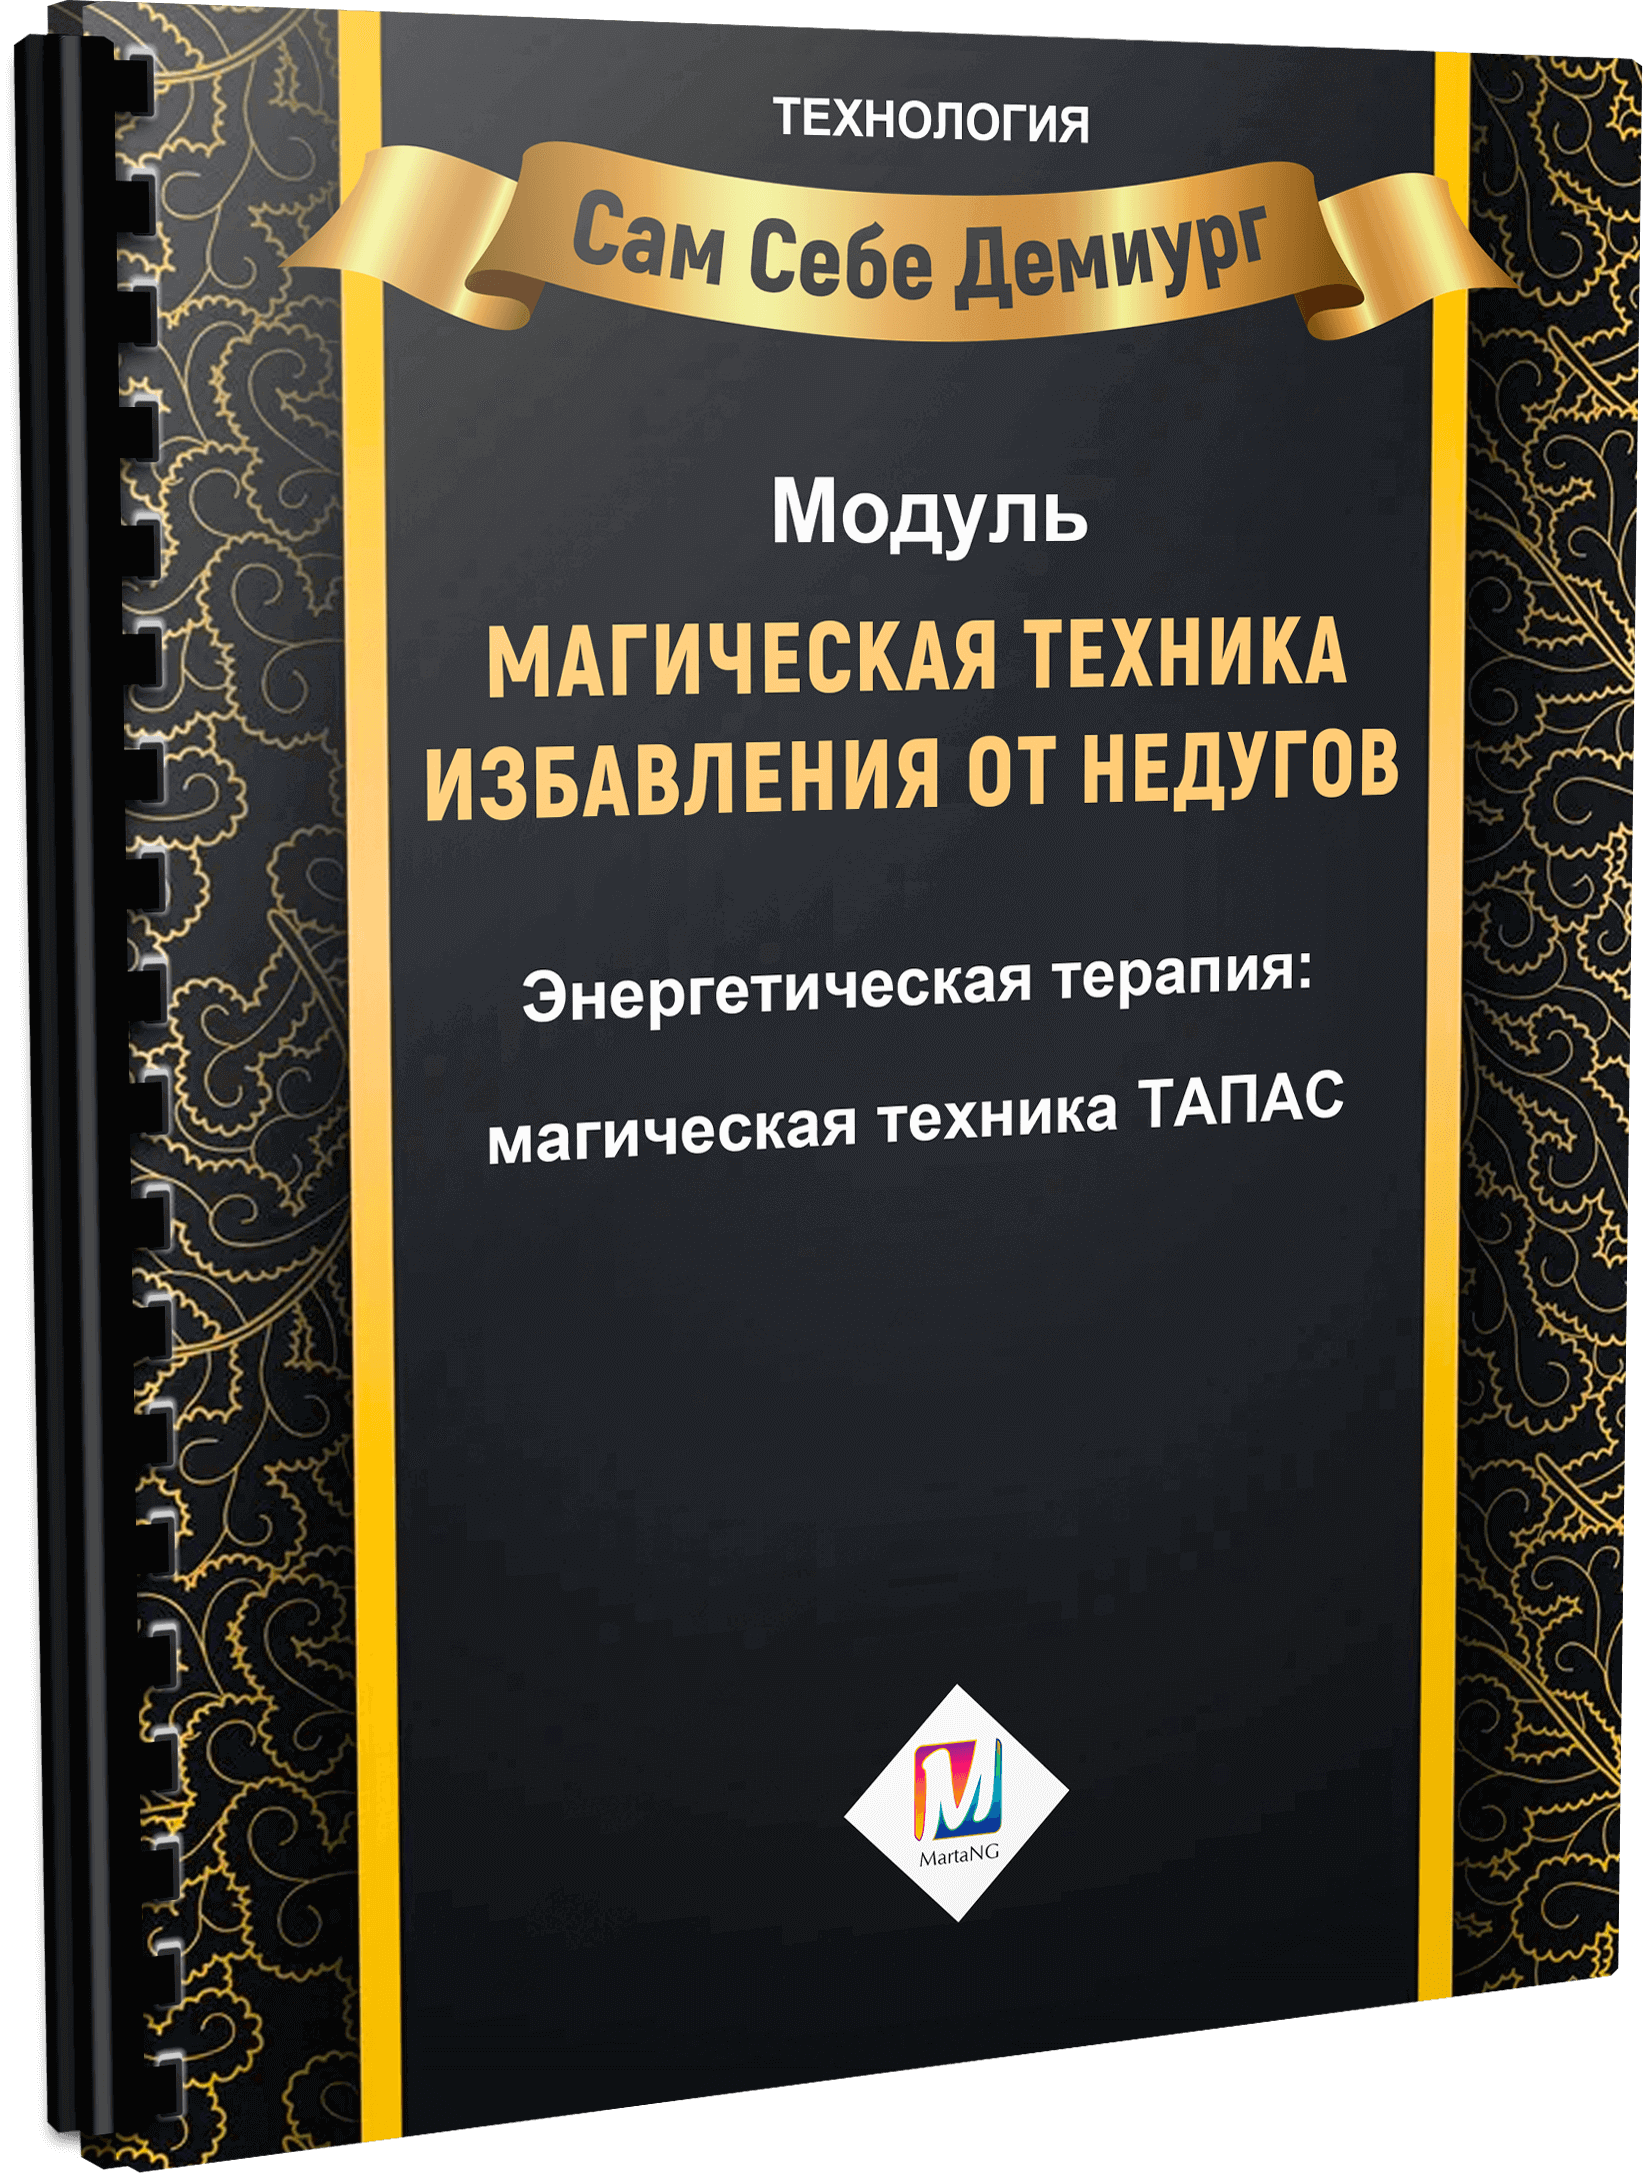 ТЕХНОЛОГИЯ
Сам Себе Демиург
Модуль
МАГИЧЕСКАЯ ТЕХНИКА
ИЗБАВЛЕНИЯ ОТ НЕДУГОВ
Энергетическая терапия:
магическая техника ТАПАС
MartaNG